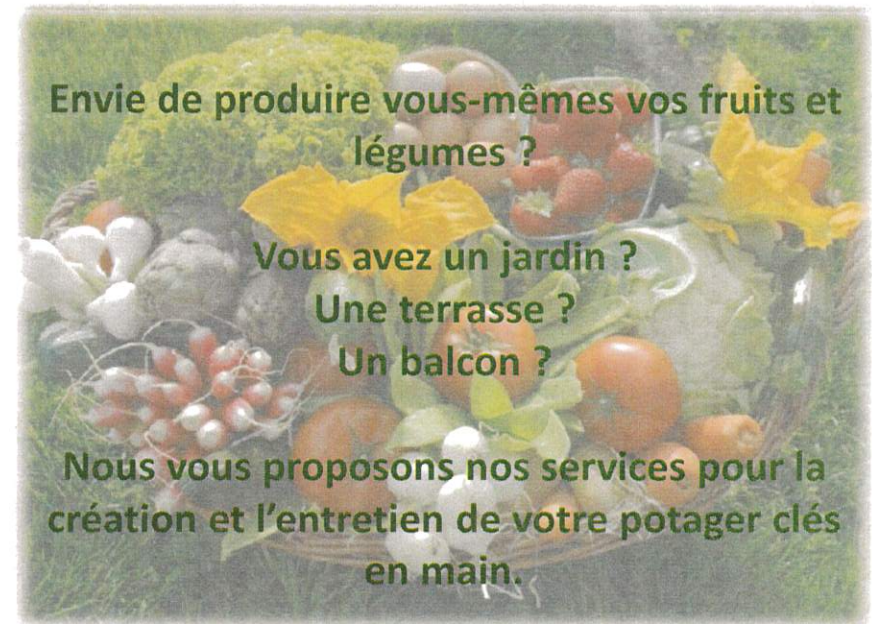 Envie de produire vous-mêmes vos fruits et
légumes ?
Vous avez un jardin ?
Une terrasse ?
Un balcon ?
Nous vous proposons nos services pour la
création et l'entretien de votre potager clés
en main.